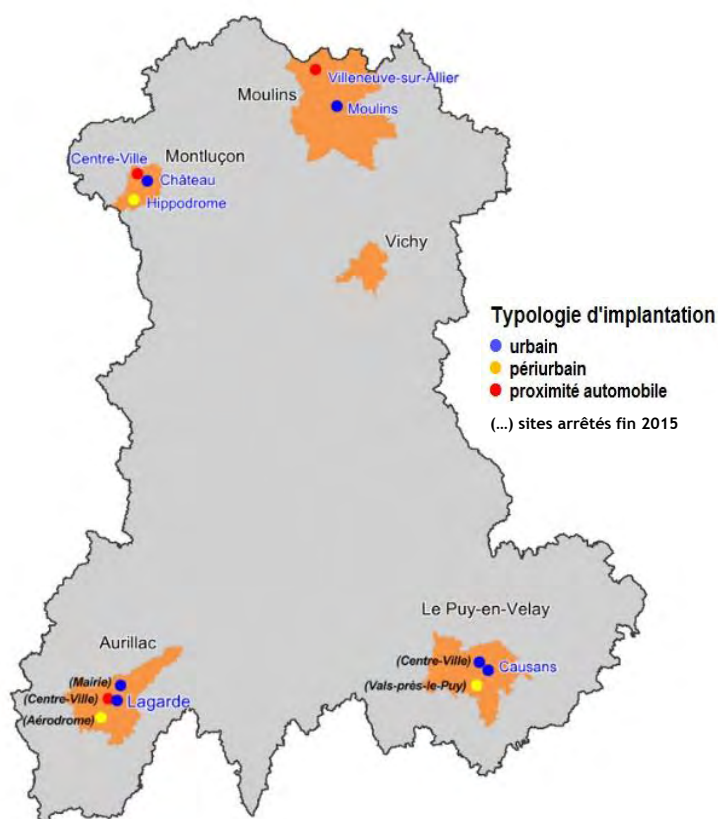 Villeneuve-sur-Allier
Moulins
Moulins
(Centre-Ville)
Montluçon
Château
Hippodrome
Vichy
Typologie d'implantation
urbain
périurbain
proximité automobile
(...) sites arrêtés fin 2015
Le Puy-en-Velay
Aurillac
(Centre-Ville)
Causans
(Mairie)
(Vals-près-le-Puy)
(Centre-Ville)
Lagarde
(Aérodrome)